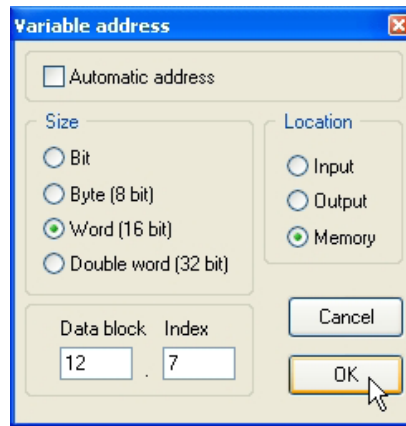 Variable address
Automatic address
Size
Bit
Byte (8 bit)
Word (16 bit)
Double word (32 bit)
Location
Input
Output
Memory
Data block Index
12 . 7
Cancel
OK